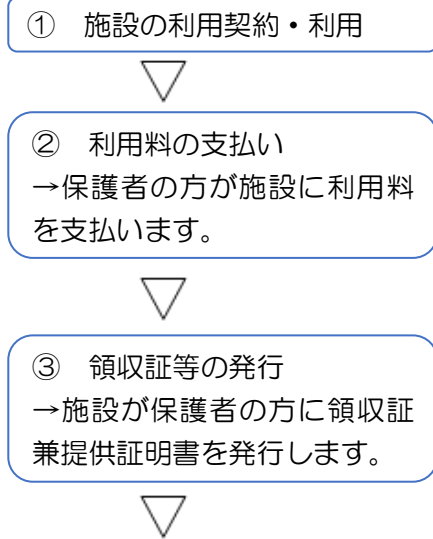 ① 施設の利用契約・利用
② 利用料の支払い
→保護者の方が施設に利用料
を支払います。
③ 領収証等の発行
→施設が保護者の方に領収証
兼提供証明書を発行します。